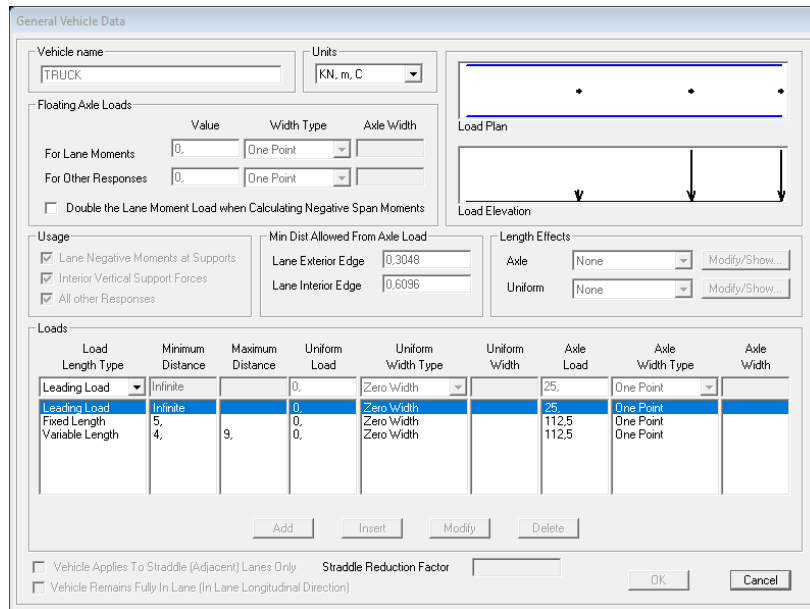 General Vehicle Data
Vehicle name
TRUCK
Units
KN, m, C
Floating Axle Loads
Value Width Type Axle Width
For Lane Moments 0, One Point
For Other Responses 0, One Point
Double the Lane Moment Load when Calculating Negative Span Moments
Load Plan
Load Elevation
Usage
Lane Negative Moments at Supports
Interior Vertical Support Forces
All other Responses
Min Dist Allowed From Axle Load
Lane Exterior Edge 0,3048
Lane Interior Edge 0,6096
Length Effects
Axle None Modify/Show...
Uniform None Modify/Show...
Loads
Load Minimum Maximum Uniform Uniform Uniform Axle Axle Axle
Length Type Distance Distance Load Width Type Width Load Width Type Width
Leading Load Infinite 0, Zero Width 25, One Point
Leading Load Infinite 0, Zero Width 25, One Point
Fixed Length 5, 0, Zero Width 112,5 One Point
Variable Length 4, 9, 0, Zero Width 112,5 One Point
Add Insert Modify Delete
Vehicle Applies To Straddle (Adjacent) Lanes Only Straddle Reduction Factor
Vehicle Remains Fully In Lane (In Lane Longitudinal Direction)
OK Cancel